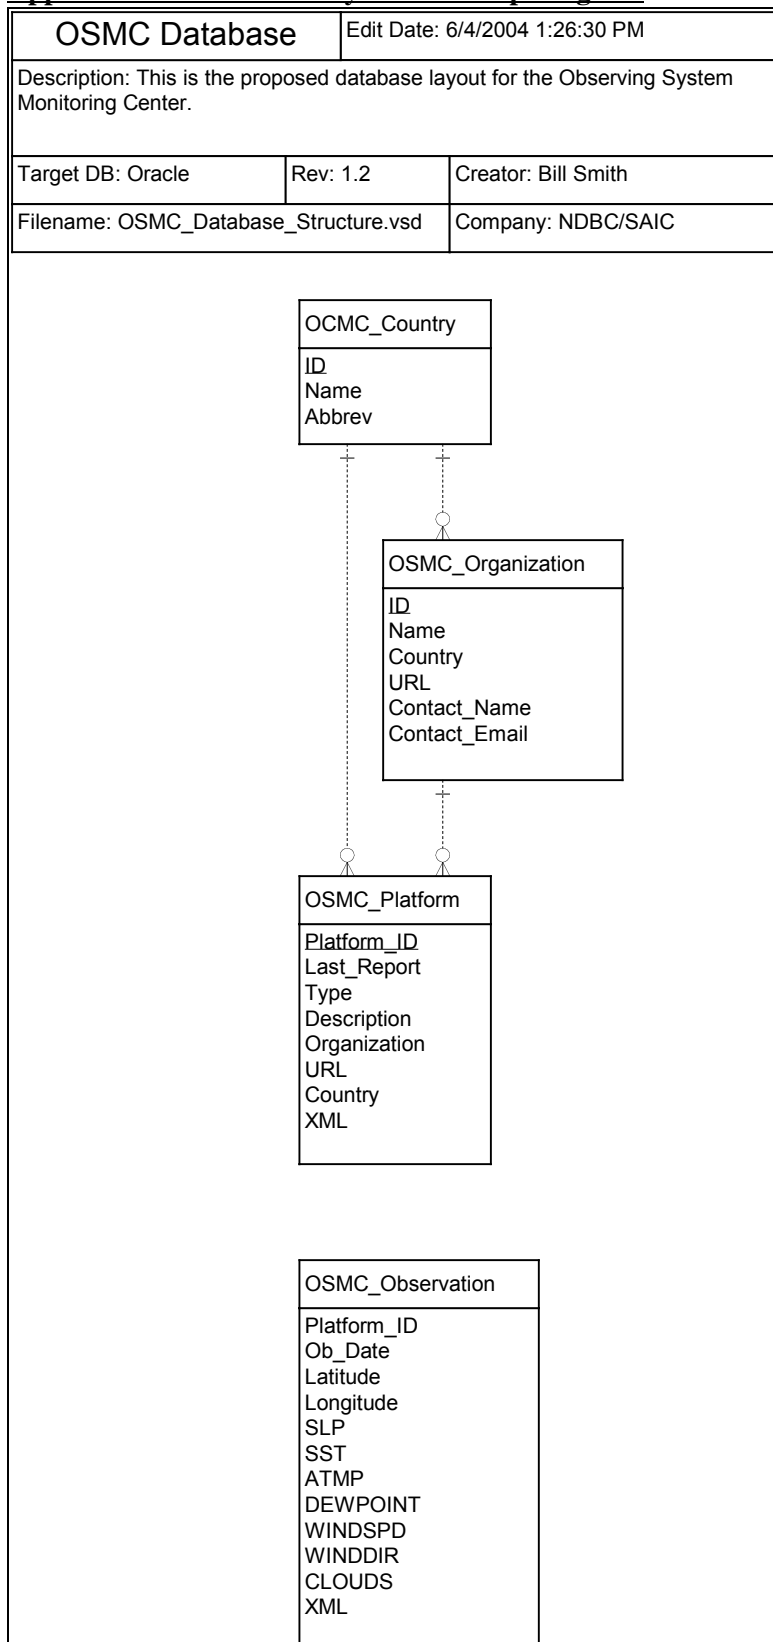 OSMC Database
Edit Date: 6/4/2004 1:26:30 PM
Description: This is the proposed database layout for the Observing System
Monitoring Center.
Target DB: Oracle
Rev: 1.2
Creator: Bill Smith
Filename: OSMC_Database_Structure.vsd
Company: NDBC/SAIC
OCMC_Country
ID
Name
Abbrev
OSMC_Organization
ID
Name
Country
URL
Contact_Name
Contact_Email
OSMC_Platform
Platform_ID
Last_Report
Type
Description
Organization
URL
Country
XML
OSMC_Observation
Platform_ID
Ob_Date
Latitude
Longitude
SLP
SST
ATMP
DEWPOINT
WINDSPD
WINDDIR
CLOUDS
XML